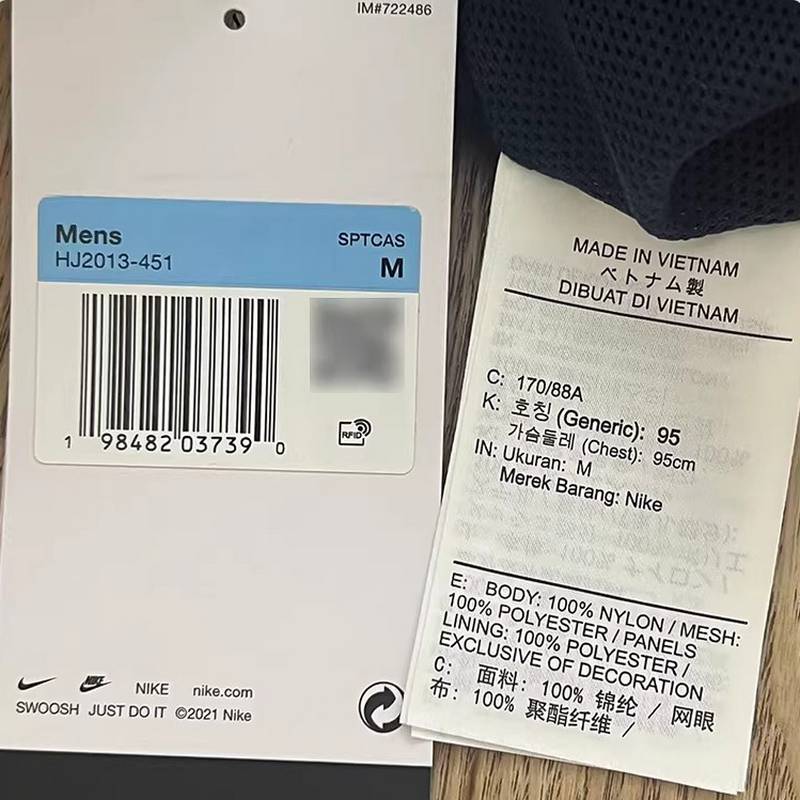 IM#722486
Mens
SPTCAS
HJ2013-451
M
1 98482 03739 0
RFID
NIKE nike.com
SWOOSH JUST DO IT ©2021 Nike
MADE IN VIETNAM
ベトナム製
DIBUAT DI VIETNAM
C: 170/88A
K: 호칭 (Generic): 95
가슴둘레 (Chest): 95cm
IN: Ukuran: M
Merek Barang: Nike
E: BODY: 100% NYLON / MESH:
100% POLYESTER / PANELS
LINING: 100% POLYESTER /
EXCLUSIVE OF DECORATION
C: 面料: 100% 锦纶 / 网眼
布: 100% 聚酯纤维 /